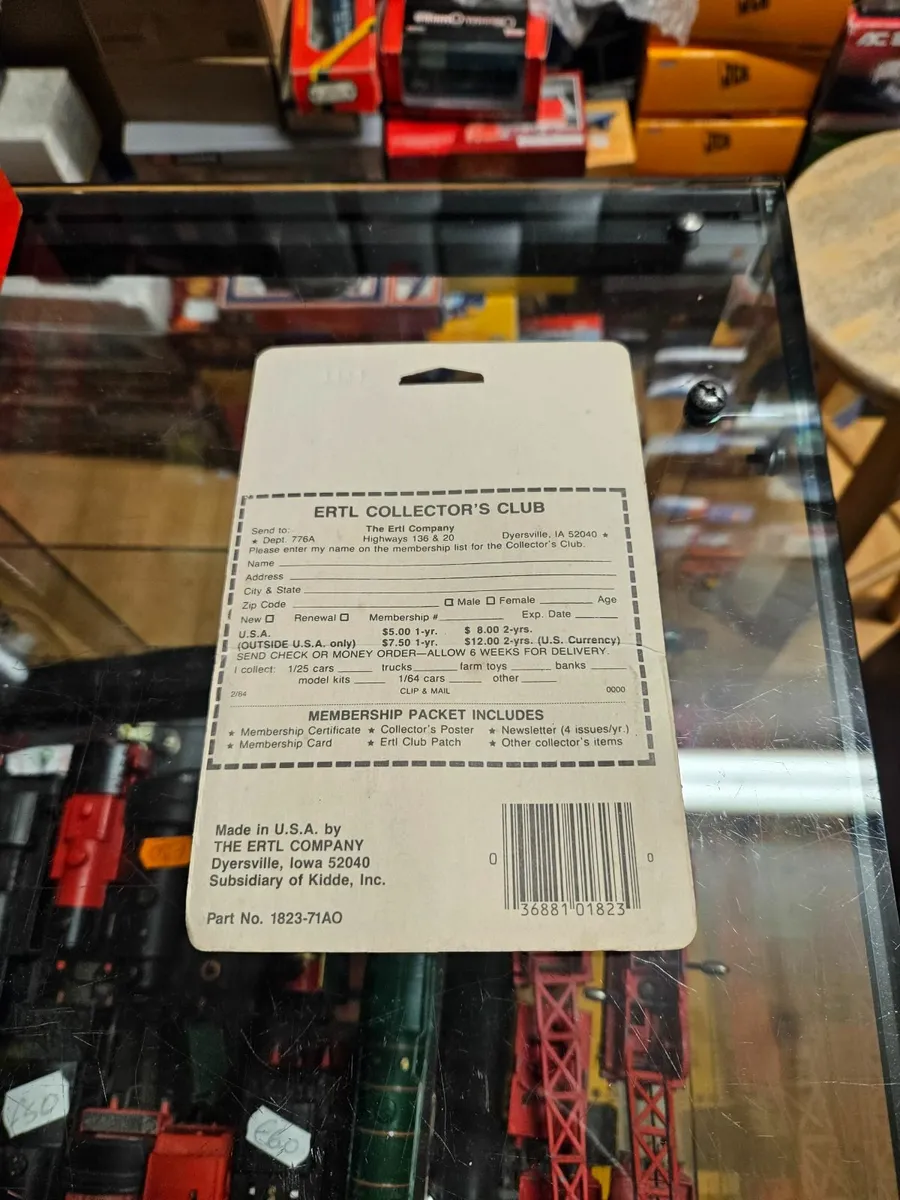 JCB
JCB
ERTL COLLECTOR'S CLUB
Send to: The Ertl Company
★ Dept. 776A Highways 136 & 20 Dyersville, IA 52040 ★
Please enter my name on the membership list for the Collector's Club.
Name
Address
City & State
Zip Code Male Female Age
New Renewal Membership # Exp. Date
U.S.A. $5.00 1-yr. $ 8.00 2-yrs.
(OUTSIDE U.S.A. only) $7.50 1-yr. $12.00 2-yrs. (U.S. Currency)
SEND CHECK OR MONEY ORDER—ALLOW 6 WEEKS FOR DELIVERY.
I collect: 1/25 cars trucks farm toys banks
model kits 1/64 cars other
2/84 CLIP & MAIL 0000
MEMBERSHIP PACKET INCLUDES
★ Membership Certificate ★ Collector's Poster ★ Newsletter (4 issues/yr.)
★ Membership Card ★ Ertl Club Patch ★ Other collector's items
Made in U.S.A. by
THE ERTL COMPANY
Dyersville, Iowa 52040
Subsidiary of Kidde, Inc.
Part No. 1823-71AO
0 36881 01823 0
€60